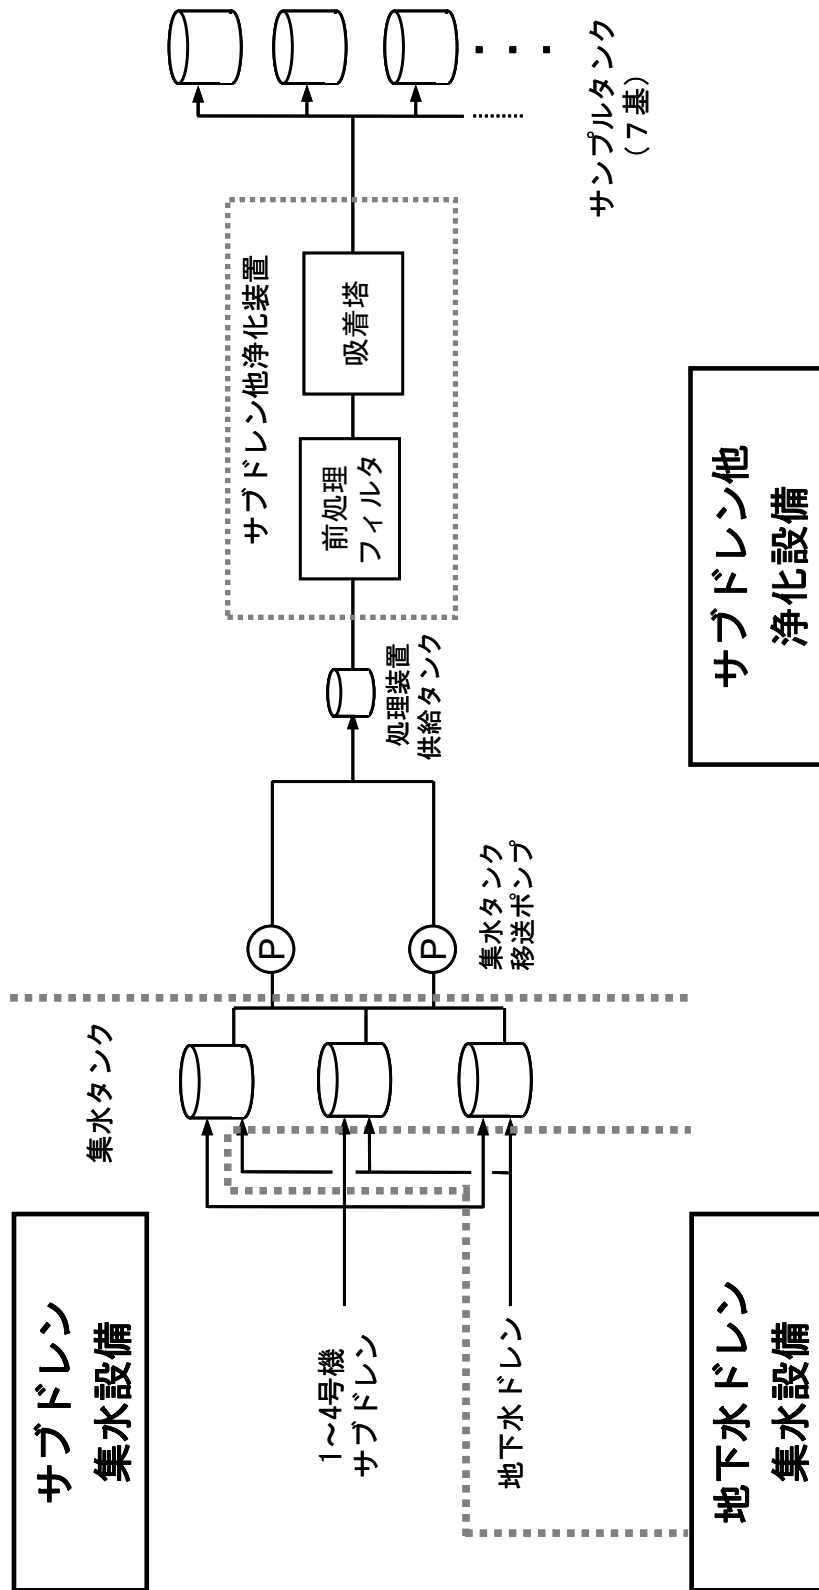 サブドレン
集水設備
1～4号機
サブドレン
地下水ドレン
地下水ドレン
集水設備
集水タンク
P
P
集水タンク
移送ポンプ
処理装置
供給タンク
サブドレン他浄化装置
前処理
フィルタ
吸着塔
サブドレン他
浄化設備
サンプルタンク
（７基）